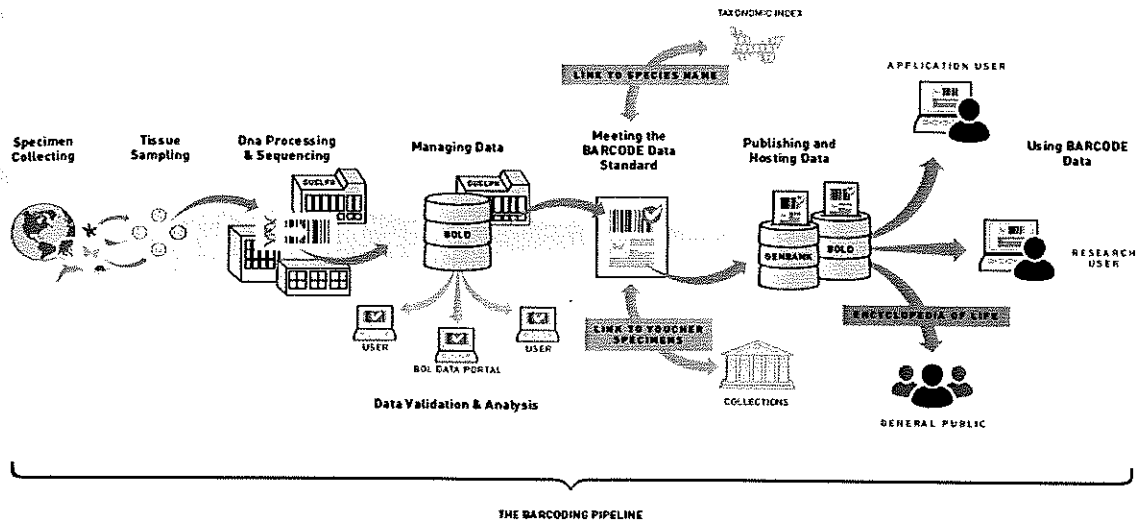 TAXONOMIC INDEX
LINK TO SPECIES NAME
APPLICATION USER
Specimen
Collecting
Tissue
Sampling
Dna Processing
& Sequencing
Managing Data
Meeting the
BARCODE Data
Standard
Publishing and
Hosting Data
Using BARCODE
Data
GUELPH
GUELPH
BOLD
GENBANK
BOLD
RESEARCH
USER
USER
BOL DATA PORTAL
USER
LINK TO VOUCHER
SPECIMENS
ENCYCLOPEDIA OF LIFE
COLLECTIONS
GENERAL PUBLIC
Data Validation & Analysis
THE BARCODING PIPELINE